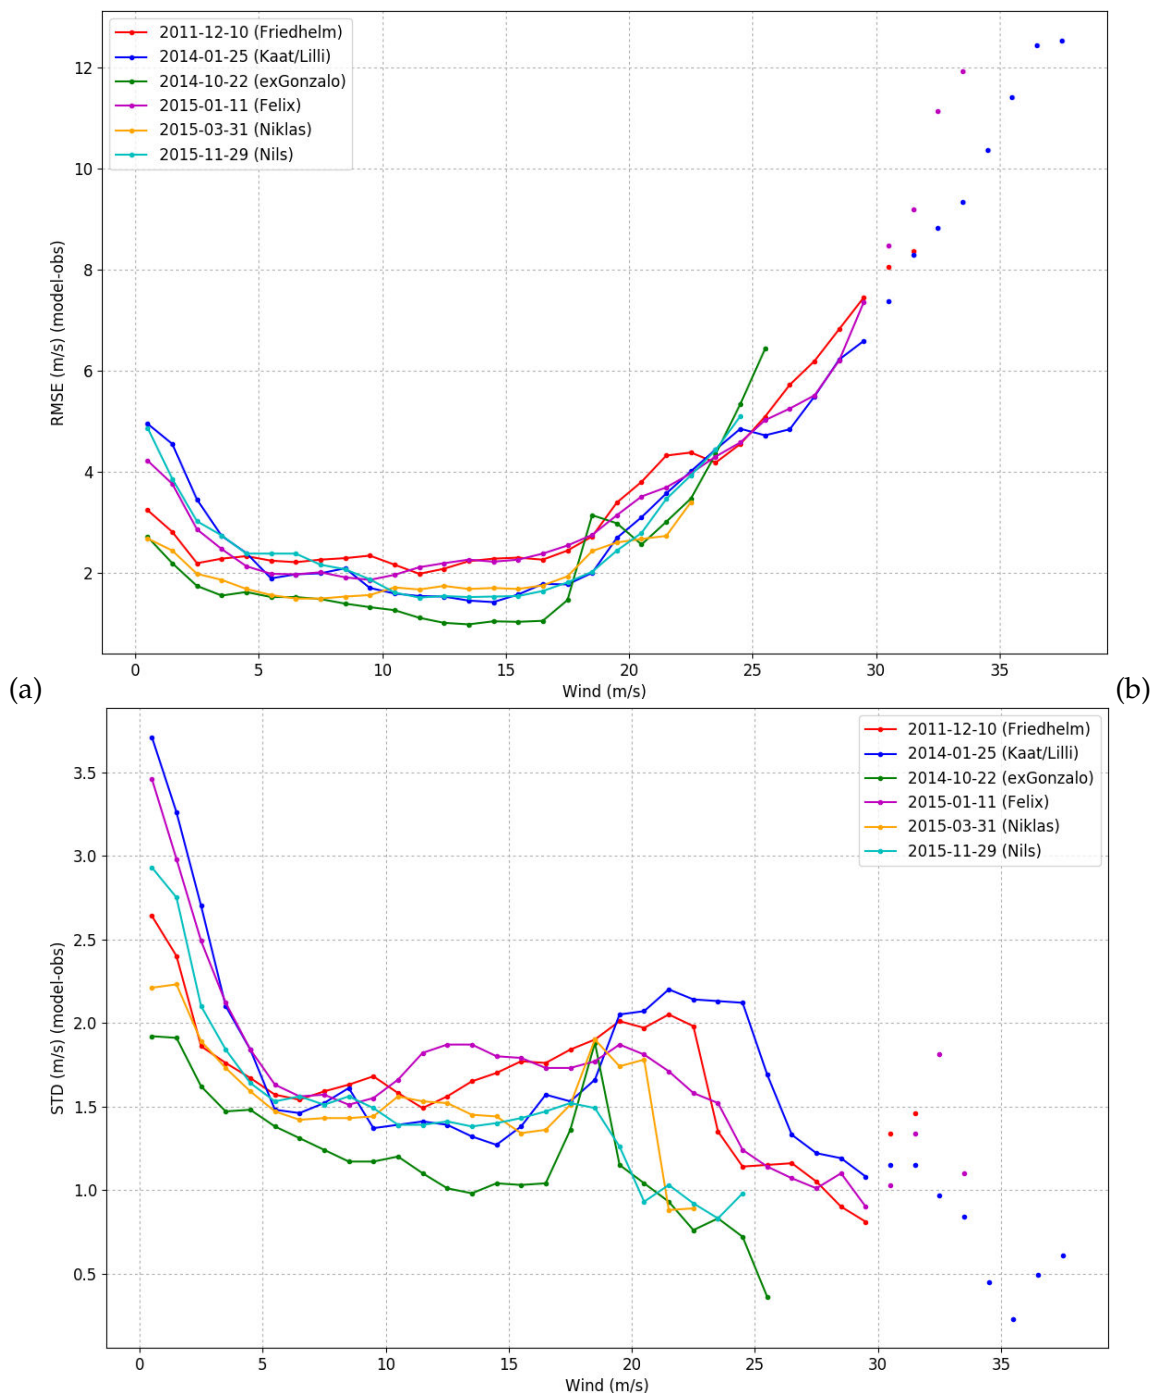 2011-12-10 (Friedhelm)
2014-01-25 (Kaat/Lilli)
2014-10-22 (exGonzalo)
2015-01-11 (Felix)
2015-03-31 (Niklas)
2015-11-29 (Nils)
RMSE (m/s) (model-obs)
12
10
8
6
4
2
0 5 10 15 20 25 30 35
Wind (m/s)
(a)
(b)
2011-12-10 (Friedhelm)
2014-01-25 (Kaat/Lilli)
2014-10-22 (exGonzalo)
2015-01-11 (Felix)
2015-03-31 (Niklas)
2015-11-29 (Nils)
STD (m/s) (model-obs)
3.5
3.0
2.5
2.0
1.5
1.0
0.5
0 5 10 15 20 25 30 35
Wind (m/s)